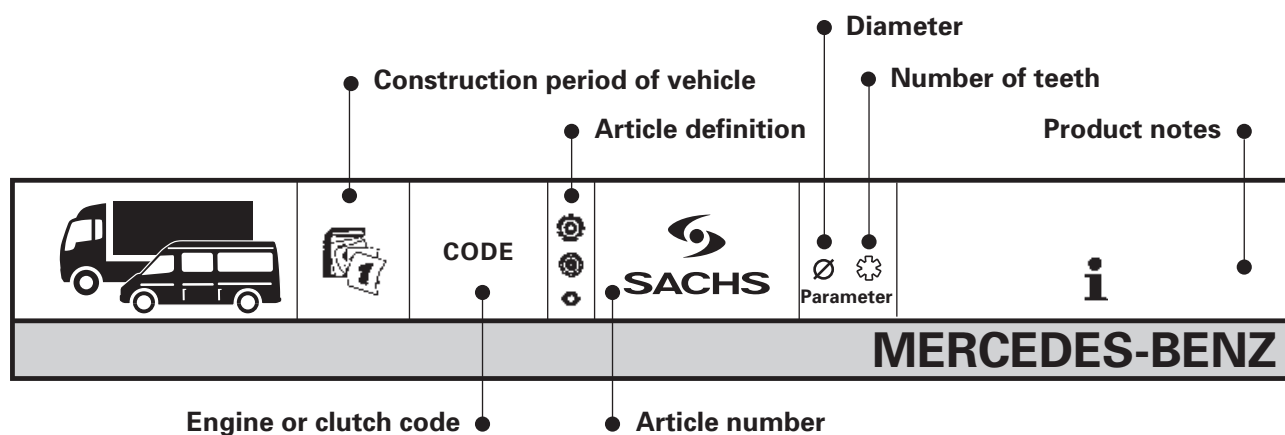 Diameter
Construction period of vehicle
Number of teeth
Article definition
Product notes
CODE
SACHS
Ø
Parameter
i
MERCEDES-BENZ
Engine or clutch code
Article number